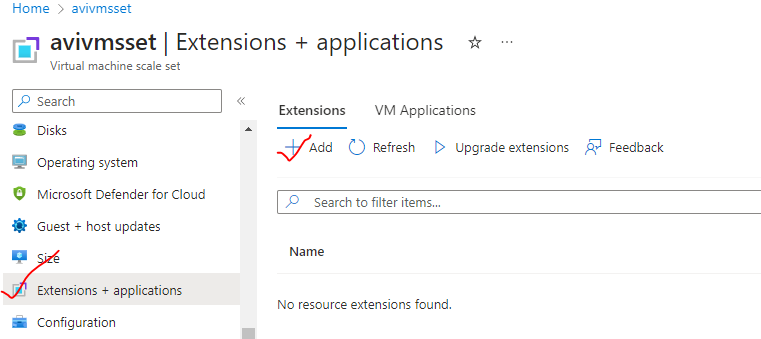 Home > avivmsset
avivmsset | Extensions + applications ☆ ...
Virtual machine scale set
Search «
Disks
Operating system
Microsoft Defender for Cloud
Guest + host updates
Size
Extensions + applications
Configuration
Extensions VM Applications
+ Add Refresh Upgrade extensions Feedback
Search to filter items...
Name
No resource extensions found.